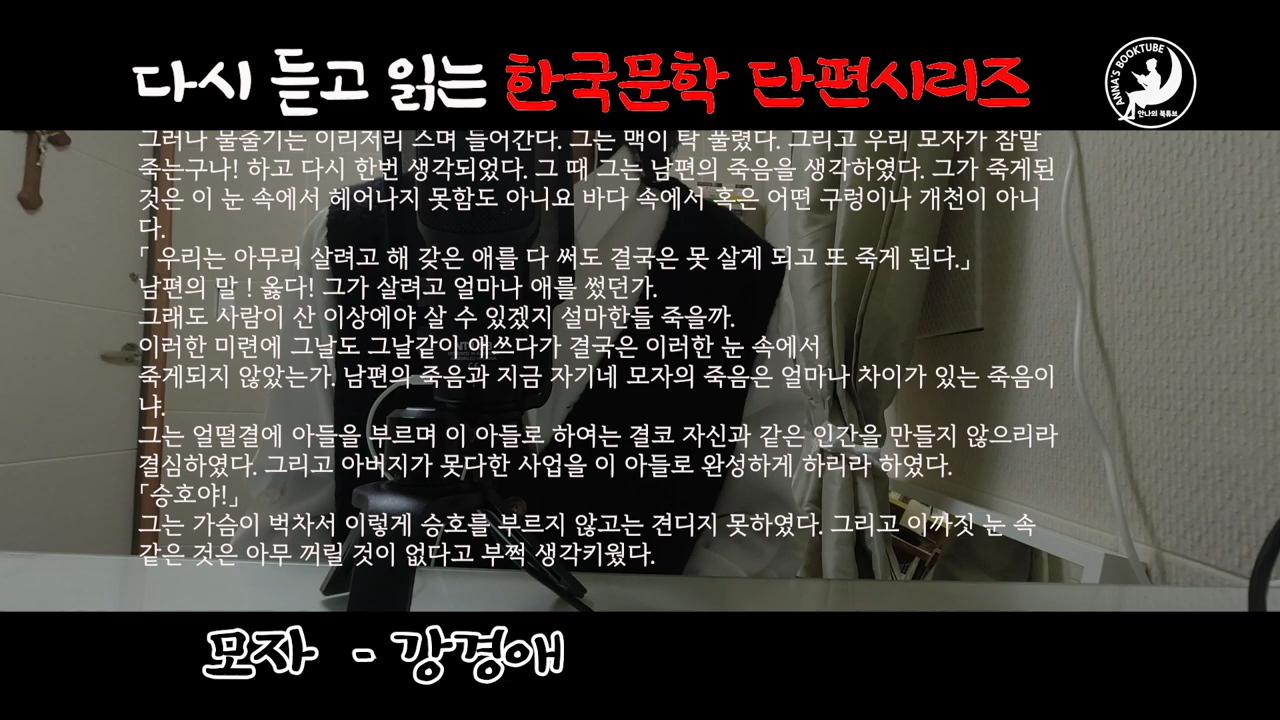 다시 듣고 읽는 한국문학 단편시리즈
ANNA'S BOOKTUBE
안나의 북튜브
그러나 물줄기는 이리저리 스며 들어간다. 그는 맥이 탁 풀렸다. 그리고 우리 모자가 참말
죽는구나! 하고 다시 한번 생각되었다. 그 때 그는 남편의 죽음을 생각하였다. 그가 죽게된
것은 이 눈 속에서 헤어나지 못함도 아니요 바다 속에서 혹은 어떤 구렁이나 개천이 아니
다.
「 우리는 아무리 살려고 해 갖은 애를 다 써도 결국은 못 살게 되고 또 죽게 된다.」
남편의 말 ! 옳다! 그가 살려고 얼마나 애를 썼던가.
그래도 사람이 산 이상에야 살 수 있겠지 설마한들 죽을까.
이러한 미련에 그날도 그날같이 애쓰다가 결국은 이러한 눈 속에서
죽게되지 않았는가. 남편의 죽음과 지금 자기네 모자의 죽음은 얼마나 차이가 있는 죽음이
냐.
그는 얼떨결에 아들을 부르며 이 아들로 하여는 결코 자신과 같은 인간을 만들지 않으리라
결심하였다. 그리고 아버지가 못다한 사업을 이 아들로 완성하게 하리라 하였다.
「승호야!」
그는 가슴이 벅차서 이렇게 승호를 부르지 않고는 견디지 못하였다. 그리고 이까짓 눈 속
같은 것은 아무 꺼릴 것이 없다고 부쩍 생각키웠다.
모자 - 강경애